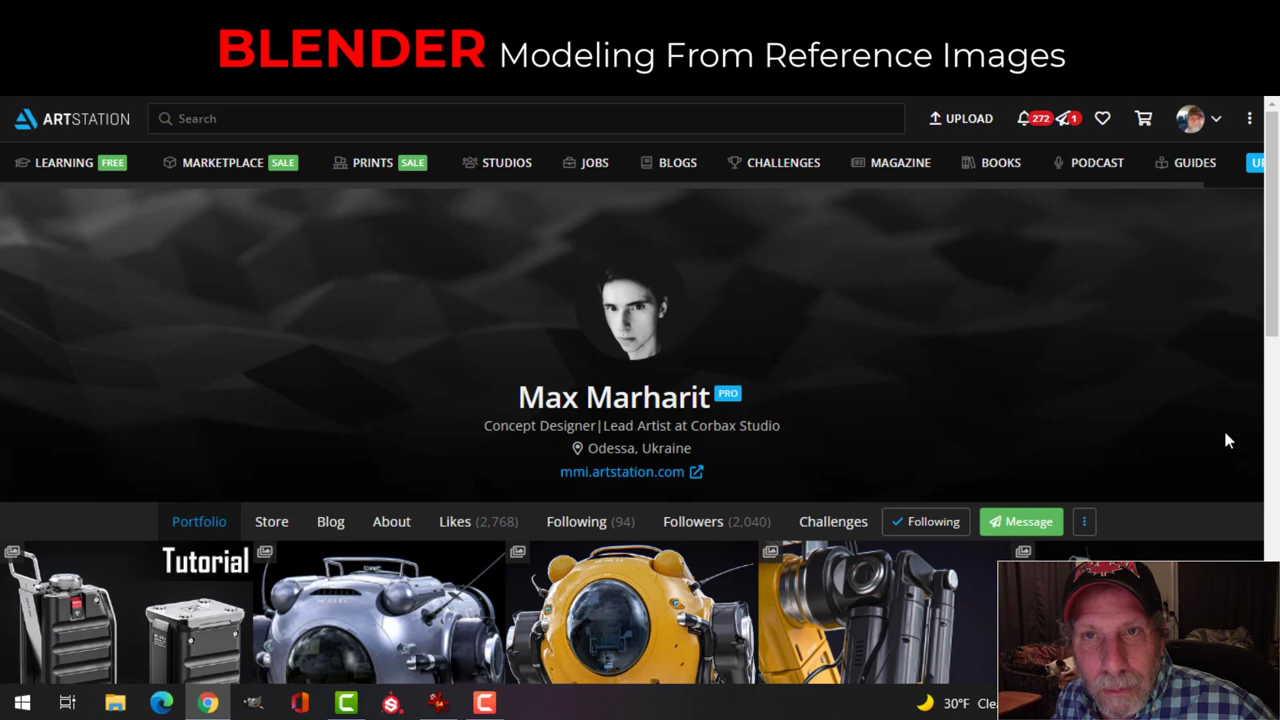 BLENDER Modeling From Reference Images
ARTSTATION Search UPLOAD 272 1
LEARNING FREE MARKETPLACE SALE PRINTS SALE STUDIOS JOBS BLOGS CHALLENGES MAGAZINE BOOKS PODCAST GUIDES
Max Marharit PRO
Concept Designer|Lead Artist at Corbax Studio
Odessa, Ukraine
mmi.artstation.com
Portfolio Store Blog About Likes (2,768) Following (94) Followers (2,040) Challenges Following Message
Tutorial
30°F